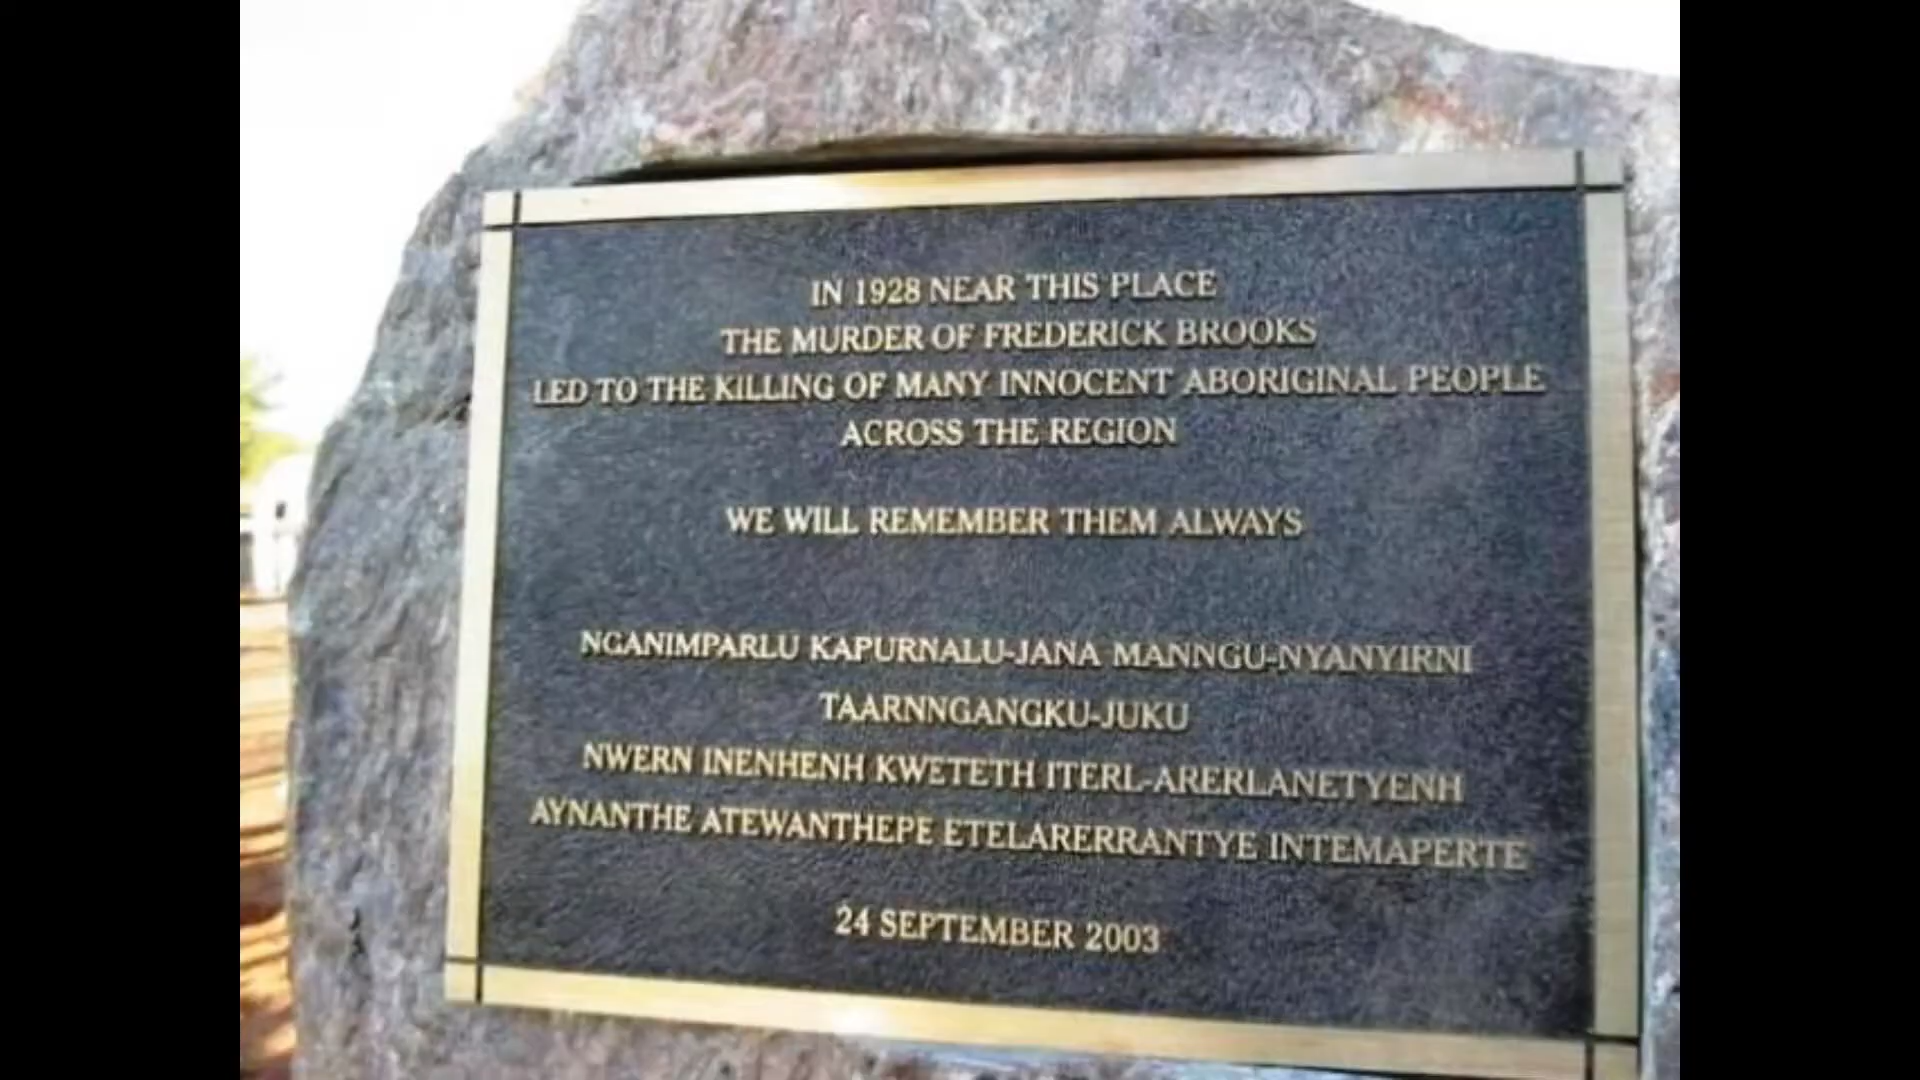 IN 1928 NEAR THIS PLACE
THE MURDER OF FREDERICK BROOKS
LED TO THE KILLING OF MANY INNOCENT ABORIGINAL PEOPLE
ACROSS THE REGION
WE WILL REMEMBER THEM ALWAYS
NGANIMPARLU KAPURNALU-JANA MANNGU-NYANYIRNI
TAARNNGANGKU-JUKU
NWERN INENHENH KWETETH ITERL-ARERLANETYENH
AYNANTHE ATEWANTHEPE ETELARERRANTYE INTEMAPERTE
24 SEPTEMBER 2003